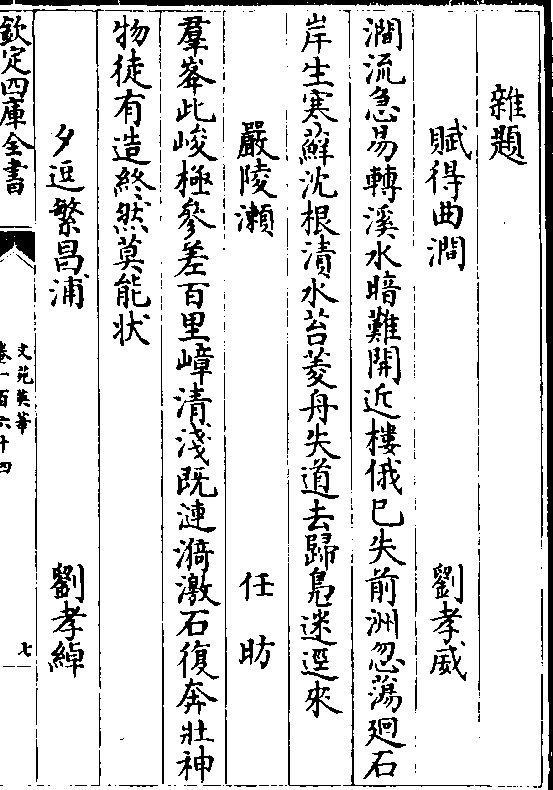 雜題
賦得曲澗 劉孝威
澗流急易轉溪水暗難開近樓俄已失前洲忽蕩廻石
岸生寒蘚沈根漬水苔菱舟失道去歸鳬迷逕來
嚴陵瀨 任昉
羣峯此峻極參差百里嶂清淺既漣漪激石復奔壯神
物徒有造終然莫能狀
夕逗繁昌浦 劉孝綽
欽定四庫全書
文苑英華
卷一百六十四
七